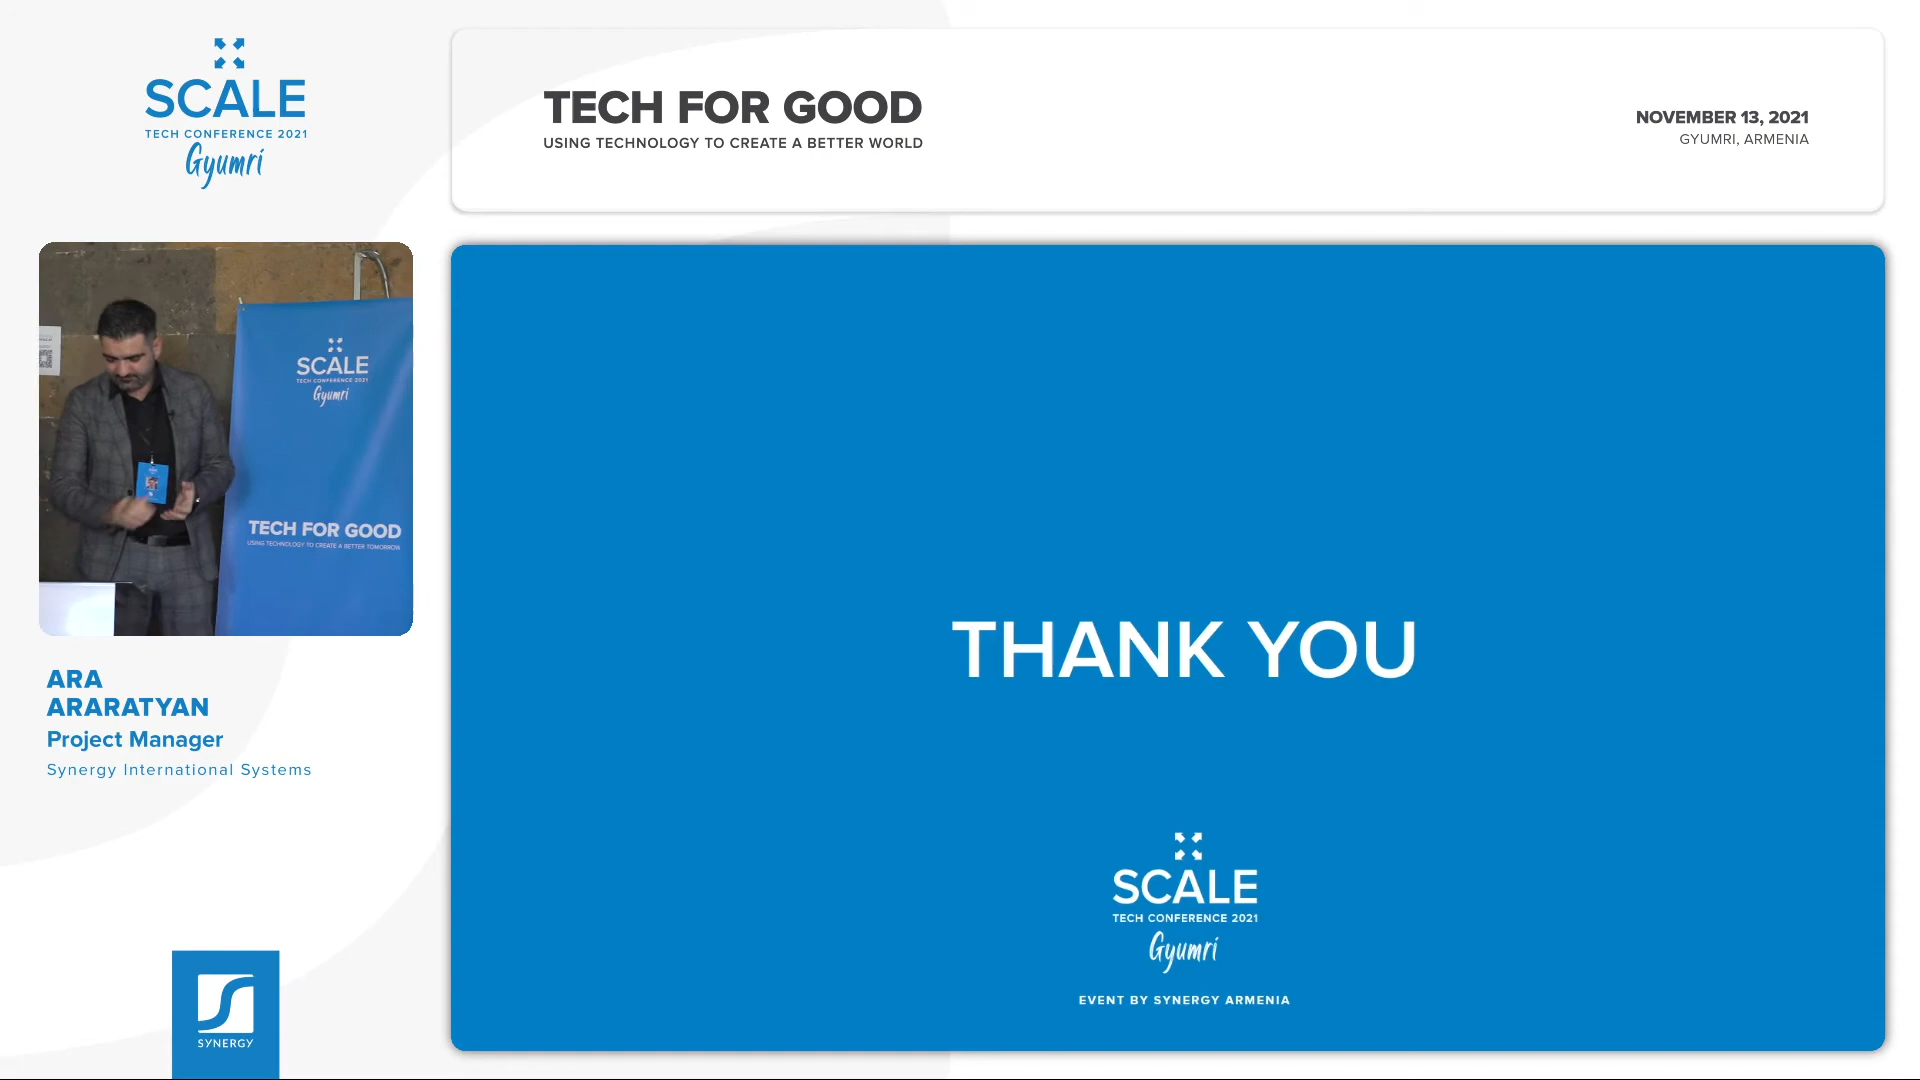 SCALE
TECH CONFERENCE 2021
Gyumri
TECH FOR GOOD
USING TECHNOLOGY TO CREATE A BETTER WORLD
NOVEMBER 13, 2021
GYUMRI, ARMENIA
SCALE
TECH CONFERENCE 2021
Gyumri
TECH FOR GOOD
USING TECHNOLOGY TO CREATE A BETTER TOMORROW
ARA
ARARATYAN
Project Manager
Synergy International Systems
SYNERGY
THANK YOU
SCALE
TECH CONFERENCE 2021
Gyumri
EVENT BY SYNERGY ARMENIA